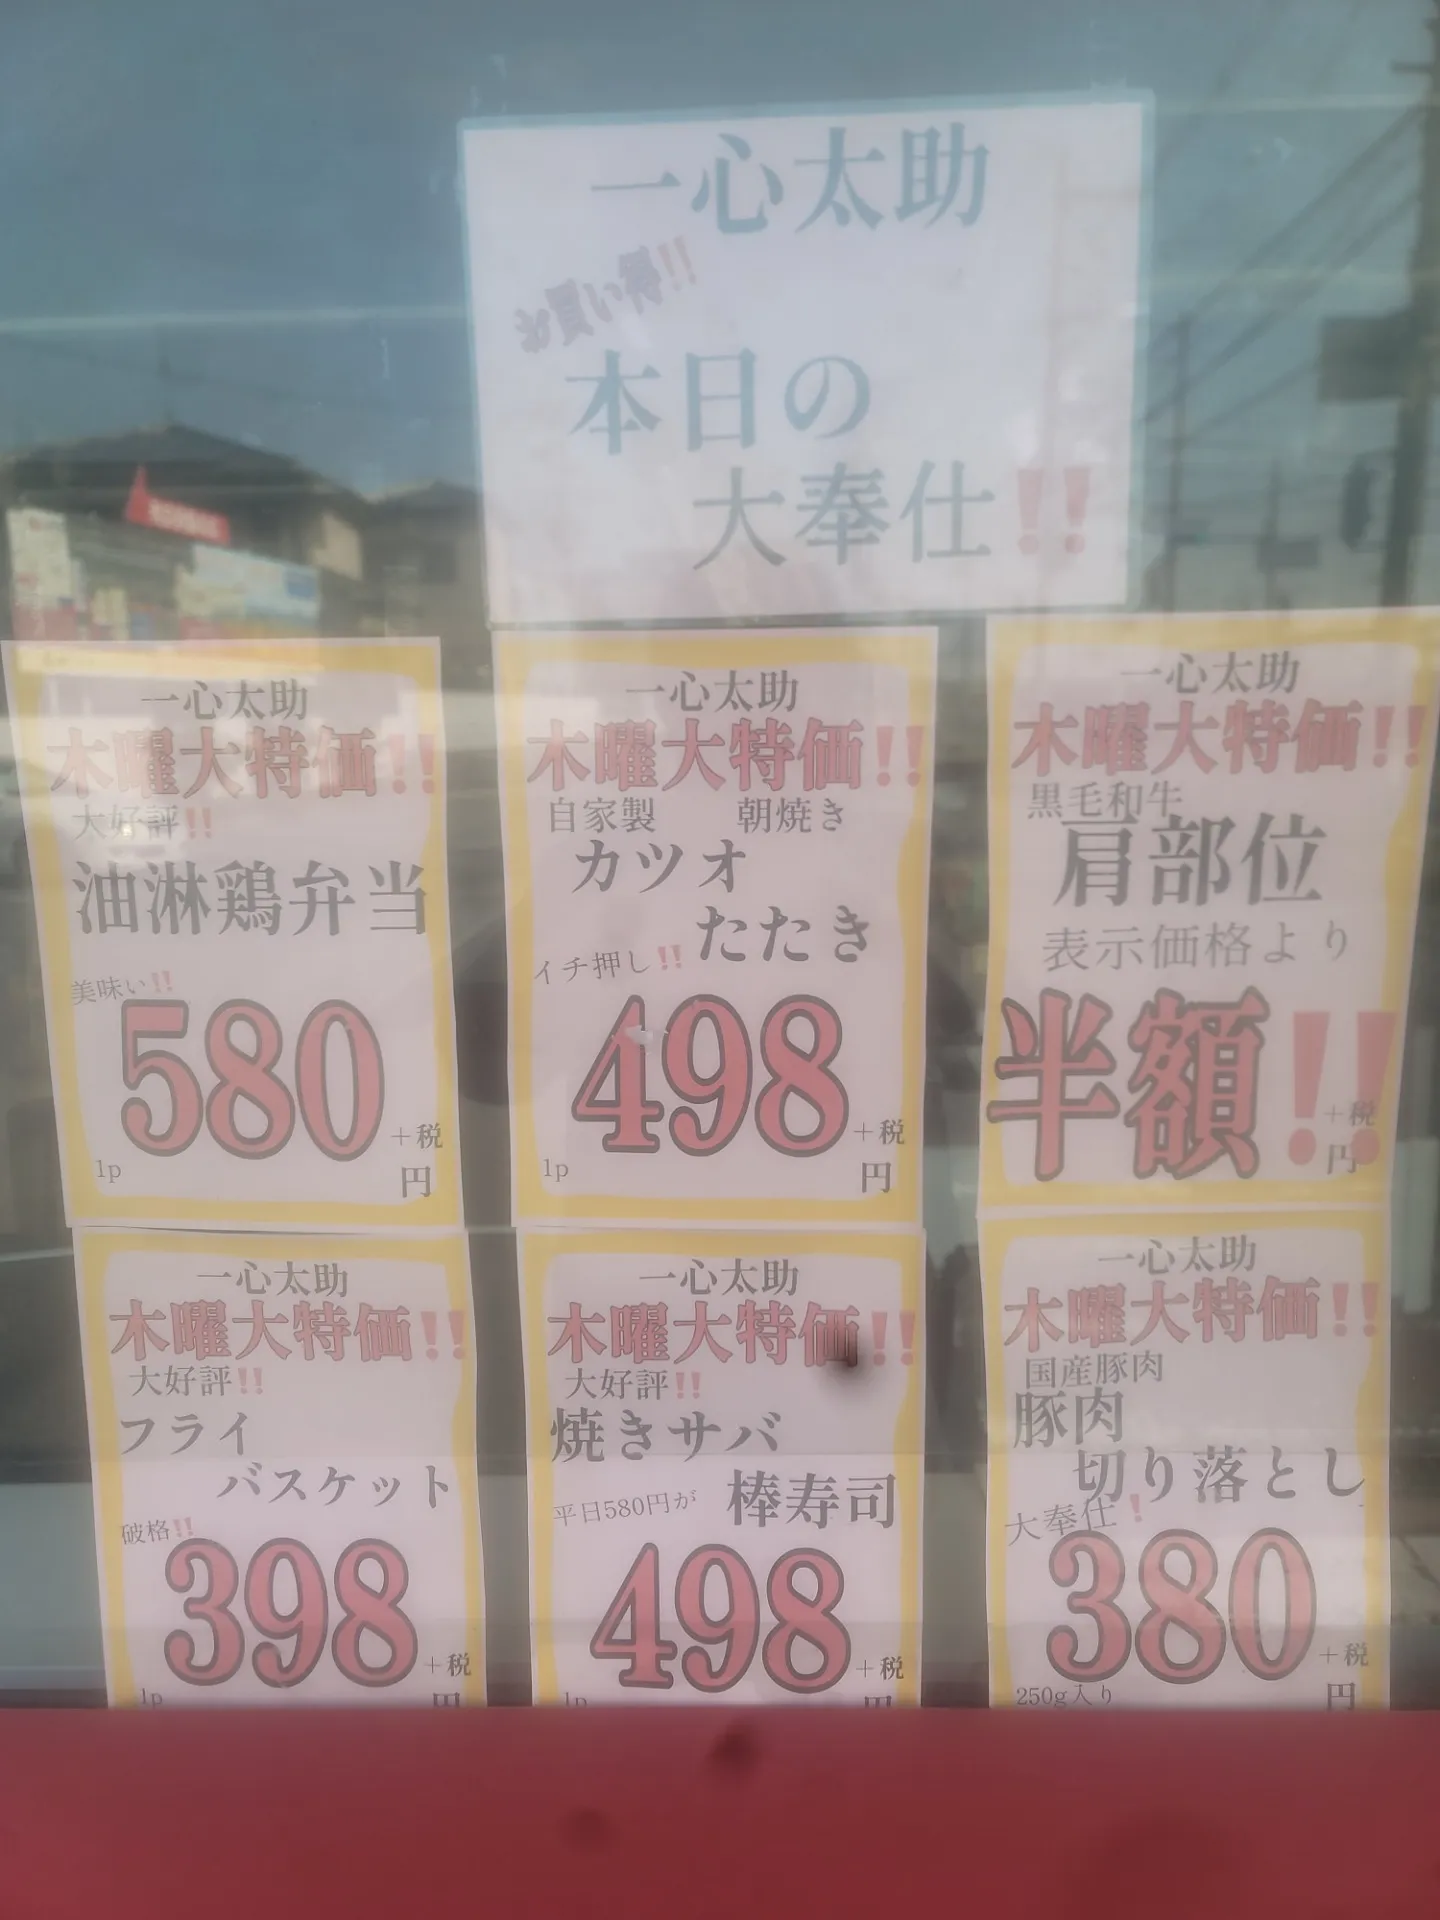 一心太助
お買い得!!
本日の
大奉仕!!
一心太助
木曜大特価!!
大好評!!
油淋鶏弁当
美味い!!
580
+税
1p
円
一心太助
木曜大特価!!
自家製 朝焼き
カツオ
たたき
イチ押し!!
498
+税
1p
円
一心太助
木曜大特価!!
黒毛和牛
肩部位
表示価格より
半額!!
+税
円
一心太助
木曜大特価!!
大好評!!
フライ
バスケット
破格!!
398
+税
1p
円
一心太助
木曜大特価!!
大好評!!
焼きサバ
棒寿司
平日580円が
498
+税
1p
円
一心太助
木曜大特価!!
国産豚肉
豚肉
切り落とし
大奉仕!
380
+税
250g入り
円